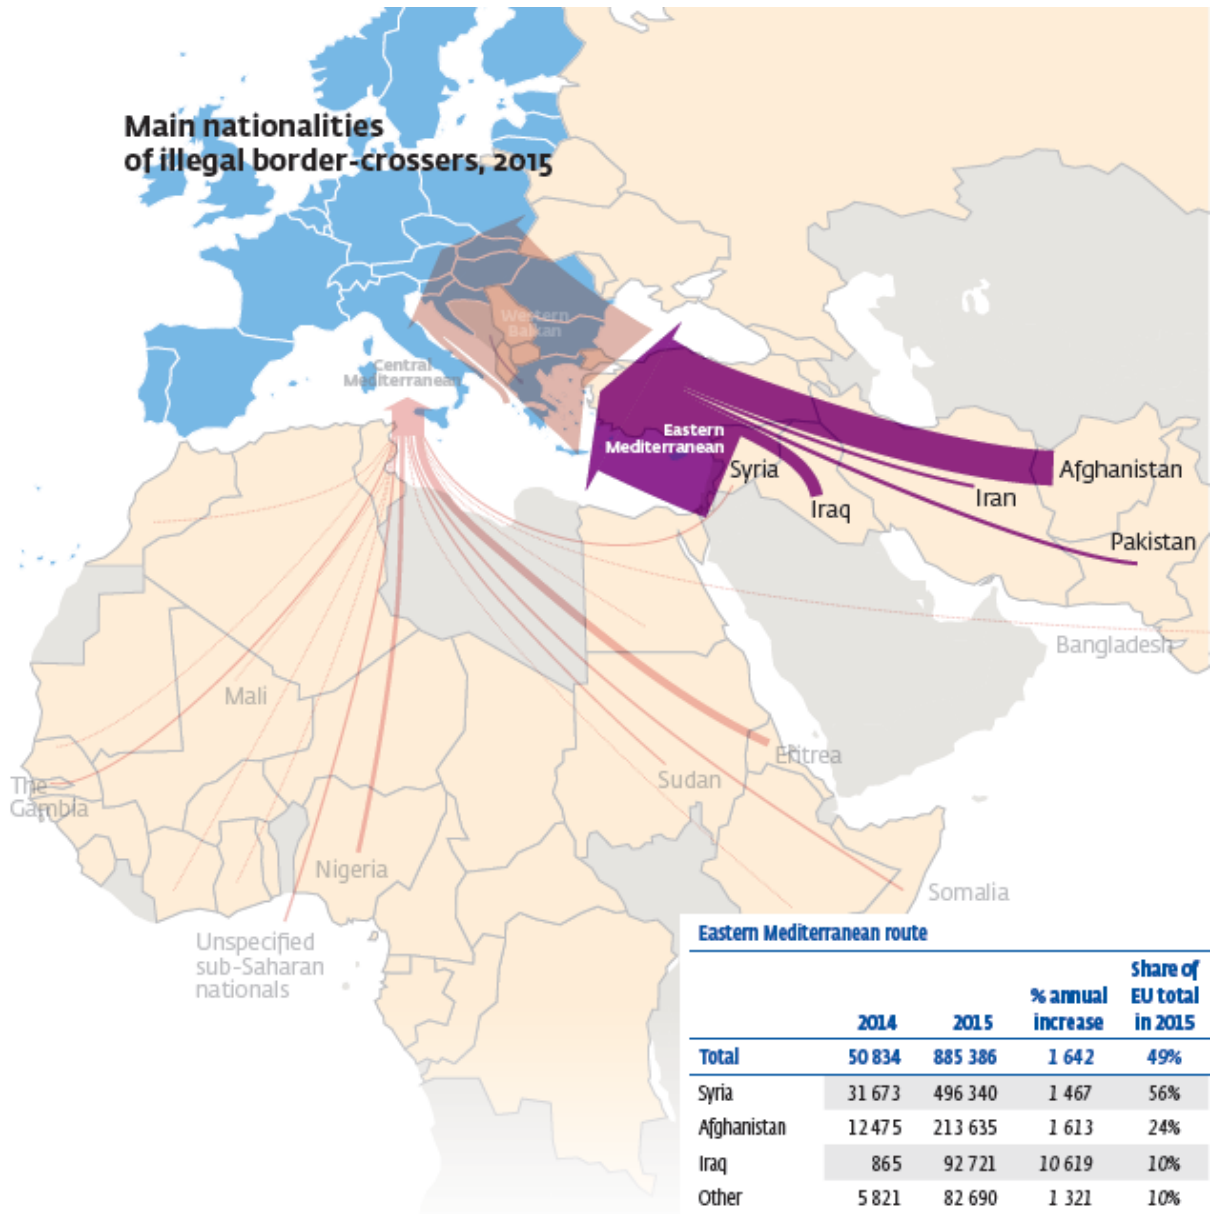 Main nationalities
of illegal border-crossers, 2015
Western
Balkan
Central
Mediterranean
Eastern
Mediterranean
Syria
Afghanistan
Iran
Iraq
Pakistan
Bangladesh
Mali
Eritrea
The
Gambia
Sudan
Nigeria
Somalia
Unspecified
sub-Saharan
nationals
Eastern Mediterranean route
2014 2015 % annual increase Share of EU total in 2015
Total 50 834 885 386 1 642 49%
Syria 31 673 496 340 1 467 56%
Afghanistan 12 475 213 635 1 613 24%
Iraq 865 92 721 10 619 10%
Other 5 821 82 690 1 321 10%